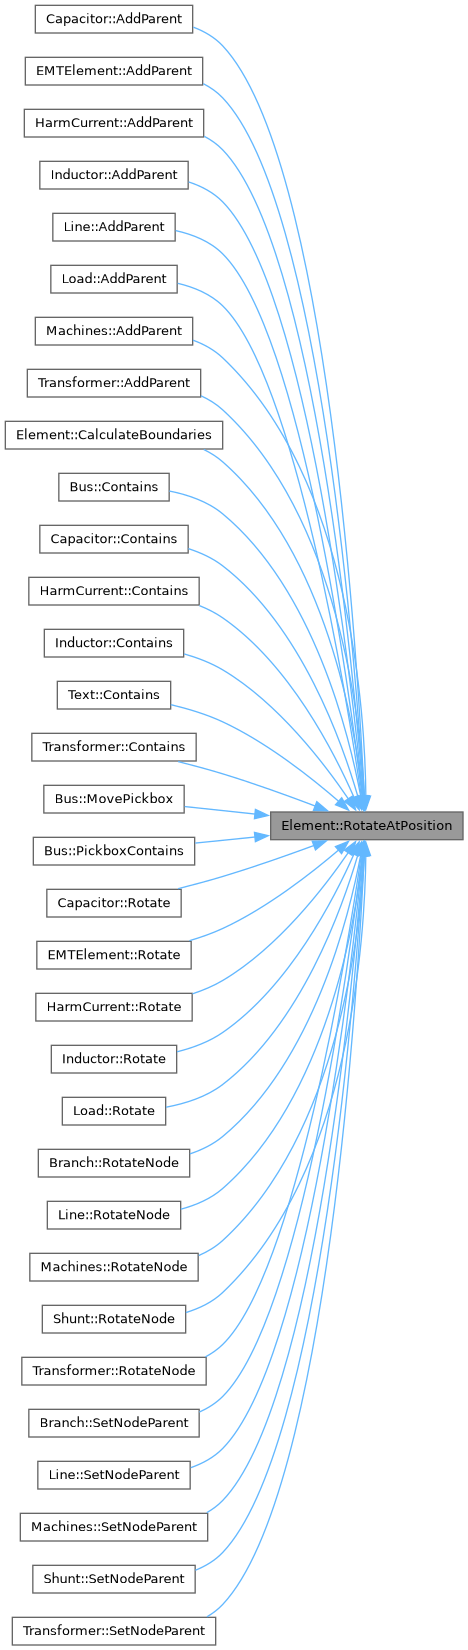 Capacitor::AddParent
EMTElement::AddParent
HarmCurrent::AddParent
Inductor::AddParent
Line::AddParent
Load::AddParent
Machines::AddParent
Transformer::AddParent
Element::CalculateBoundaries
Bus::Contains
Capacitor::Contains
HarmCurrent::Contains
Inductor::Contains
Text::Contains
Transformer::Contains
Bus::MovePickbox
Element::RotateAtPosition
Bus::PickboxContains
Capacitor::Rotate
EMTElement::Rotate
HarmCurrent::Rotate
Inductor::Rotate
Load::Rotate
Branch::RotateNode
Line::RotateNode
Machines::RotateNode
Shunt::RotateNode
Transformer::RotateNode
Branch::SetNodeParent
Line::SetNodeParent
Machines::SetNodeParent
Shunt::SetNodeParent
Transformer::SetNodeParent